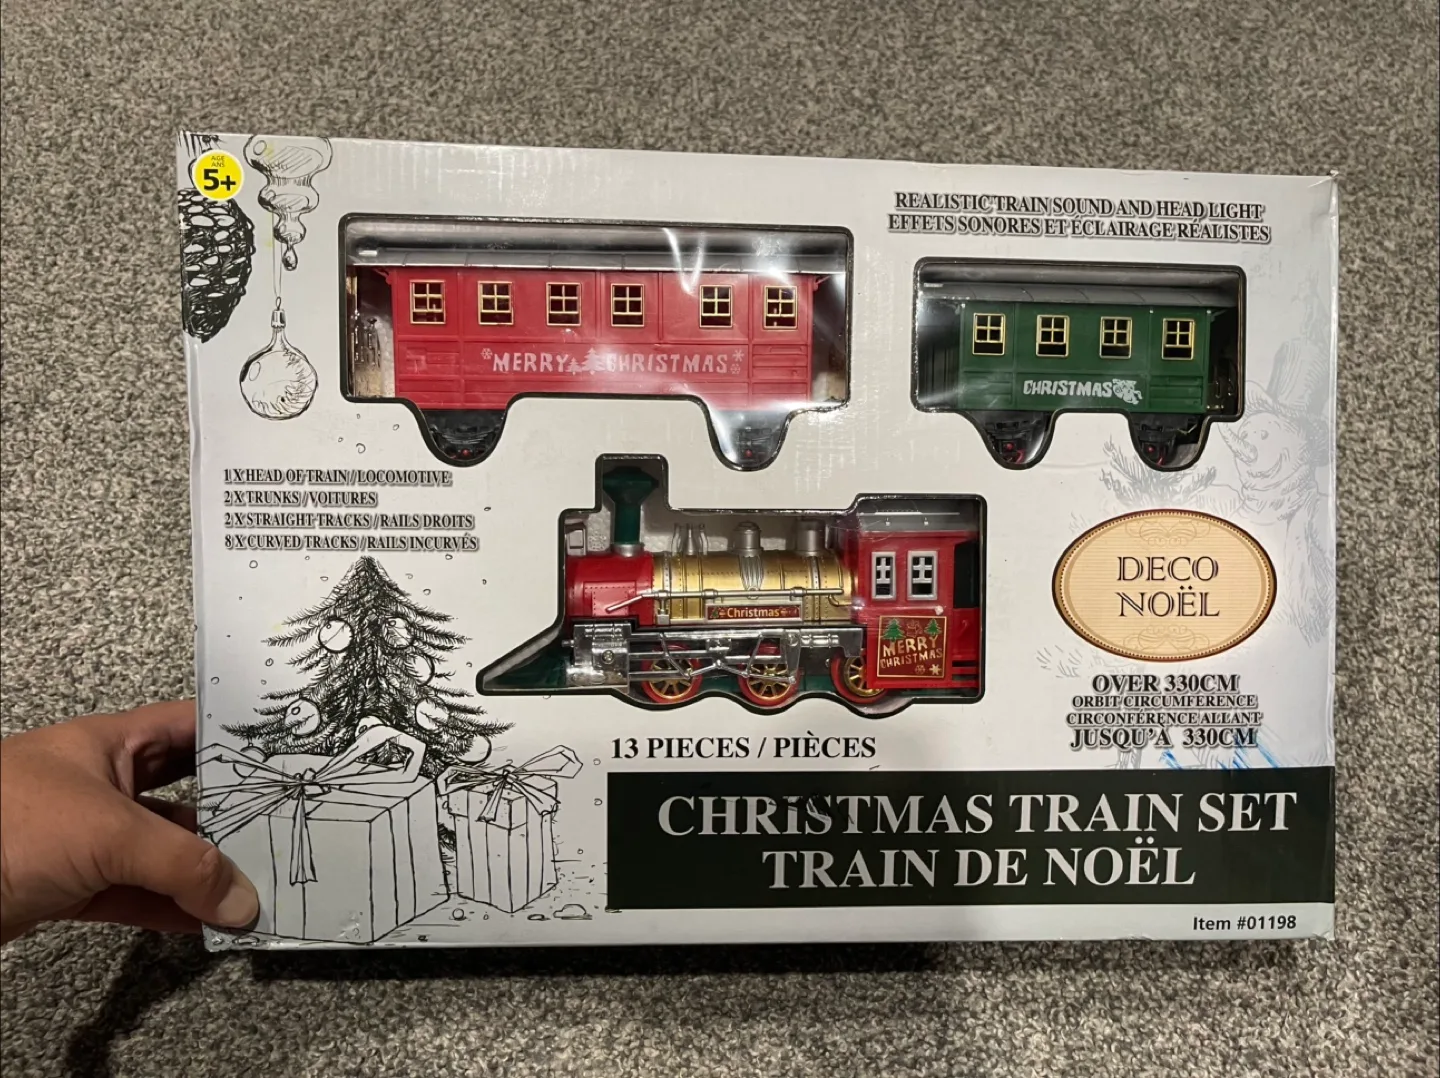 AGE
ANS
5+
REALISTIC TRAIN SOUND AND HEAD LIGHT
EFFETS SONORES ET ÉCLAIRAGE RÉALISTES
MERRY CHRISTMAS
CHRISTMAS
1 X HEAD OF TRAIN / LOCOMOTIVE
2 X TRUNKS / VOITURES
2 X STRAIGHT TRACKS / RAILS DROITS
8 X CURVED TRACKS / RAILS INCURVÉS
Christmas
MERRY
CHRISTMAS
DECO
NOËL
OVER 330CM
ORBIT CIRCUMFERENCE
CIRCONFÉRENCE ALLANT
JUSQU'À 330CM
13 PIECES / PIÈCES
CHRISTMAS TRAIN SET
TRAIN DE NOËL
Item #01198